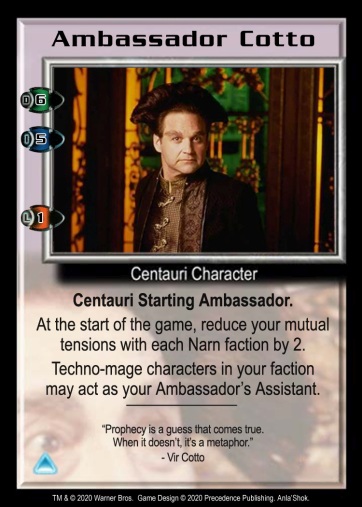 Ambassador Cotto
D 6
I 5
L 1
Centauri Character
Centauri Starting Ambassador.
At the start of the game, reduce your mutual
tensions with each Narn faction by 2.
Techno-mage characters in your faction
may act as your Ambassador's Assistant.
"Prophecy is a guess that comes true.
When it doesn't, it's a metaphor."
- Vir Cotto
TM & © 2020 Warner Bros. Game Design © 2020 Precedence Publishing. Anla'Shok.